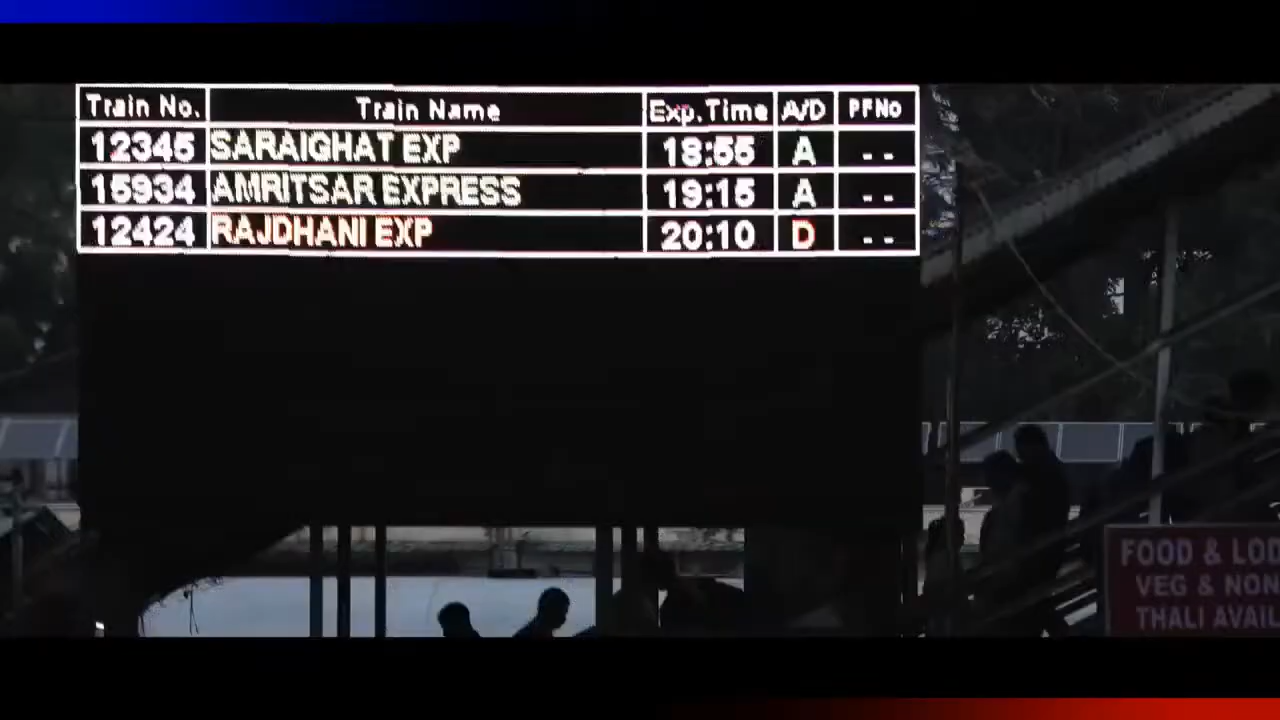 Train No. Train Name Exp.Time A/D PFNo
12345 SARAIGHAT EXP 18:55 A --
15934 AMRITSAR EXPRESS 19:15 A --
12424 RAJDHANI EXP 20:10 D --
FOOD & LOD
VEG & NON
THALI AVAIL